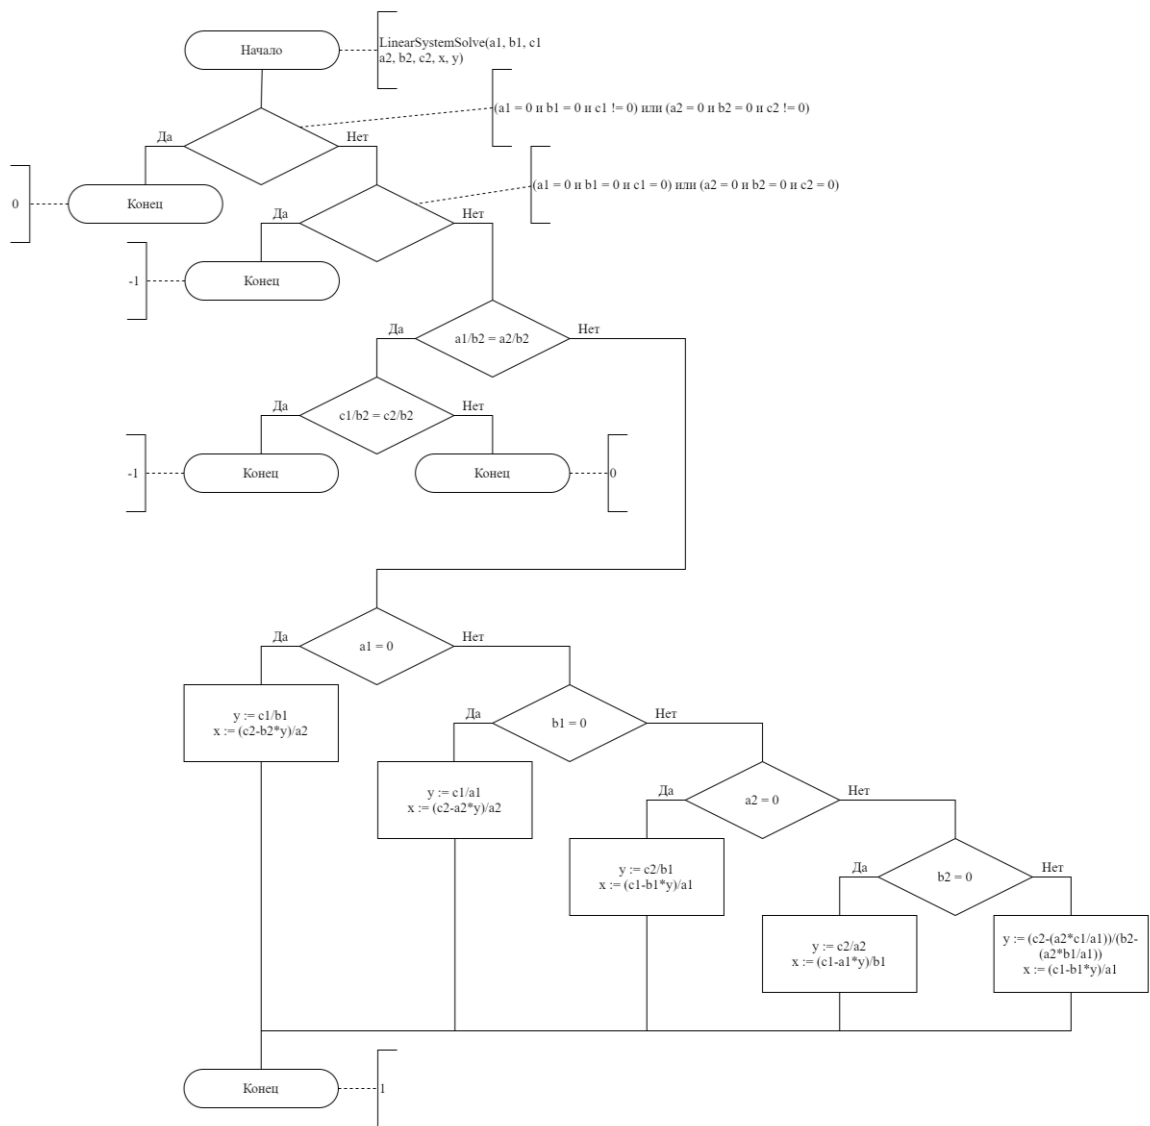 Начало
LinearSystemSolve(a1, b1, c1
a2, b2, c2, x, y)
(a1 = 0 и b1 = 0 и c1 != 0) или (a2 = 0 и b2 = 0 и c2 != 0)
Да
Нет
0
Конец
(a1 = 0 и b1 = 0 и c1 = 0) или (a2 = 0 и b2 = 0 и c2 = 0)
Да
Нет
-1
Конец
a1/b2 = a2/b2
Да
Нет
c1/b2 = c2/b2
Да
Нет
-1
Конец
Конец
0
a1 = 0
Да
Нет
y := c1/b1
x := (c2-b2*y)/a2
b1 = 0
Да
Нет
y := c1/a1
x := (c2-a2*y)/a2
a2 = 0
Да
Нет
y := c2/b1
x := (c1-b1*y)/a1
b2 = 0
Да
Нет
y := c2/a2
x := (c1-a1*y)/b1
y := (c2-(a2*c1/a1))/(b2-
(a2*b1/a1))
x := (c1-b1*y)/a1
Конец
1